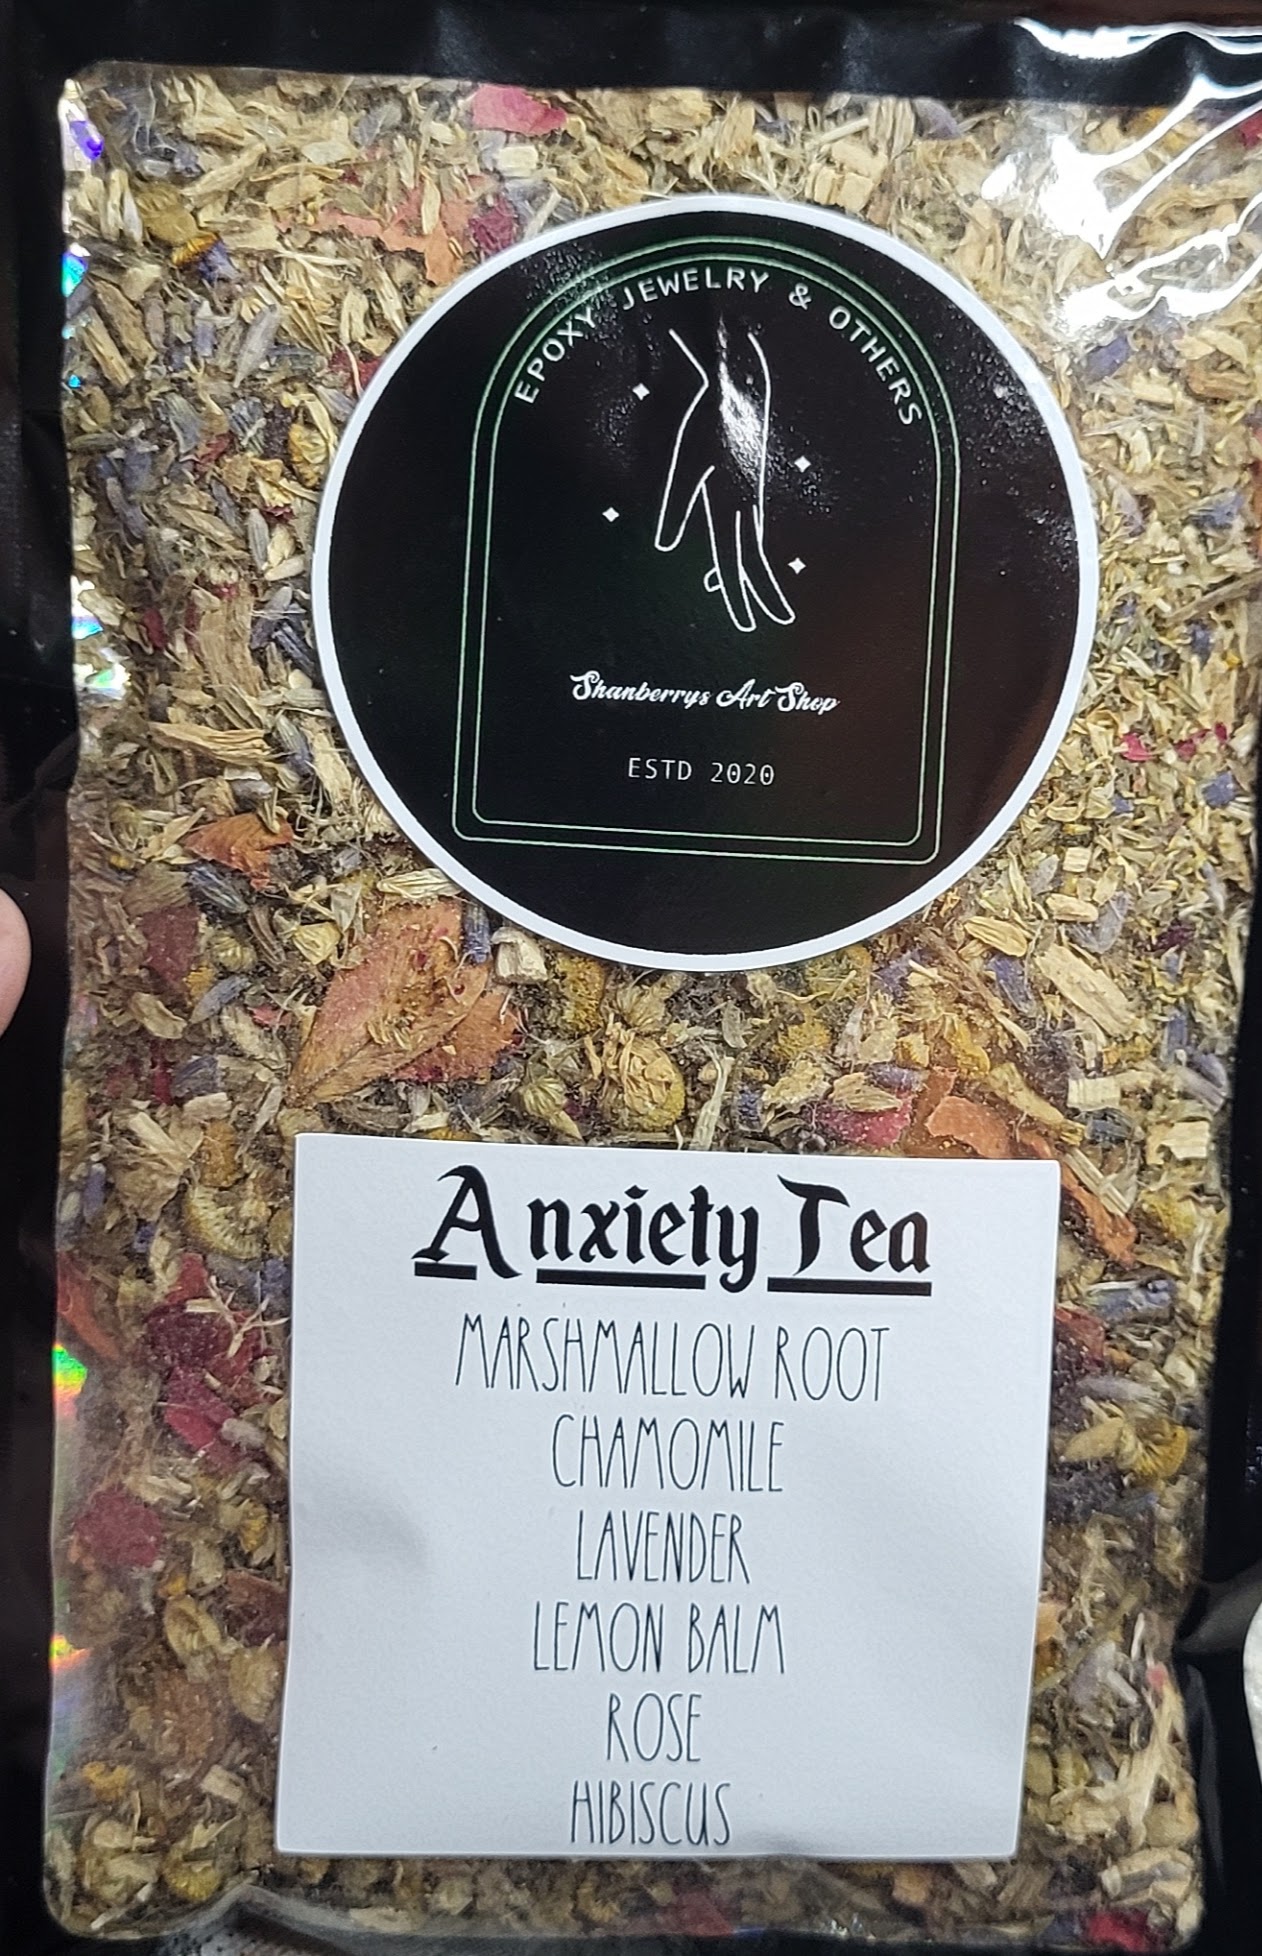 EPOXY JEWELRY & OTHERS
Shanberrys Art Shop
ESTD 2020
Anxiety Tea
MARSHMALLOW ROOT
CHAMOMILE
LAVENDER
LEMON BALM
ROSE
HIBISCUS